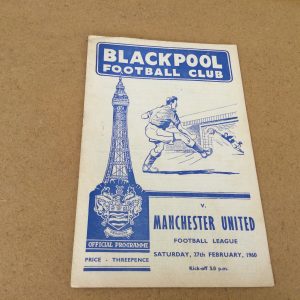 BLACKPOOL
FOOTBALL CLUB
V.
MANCHESTER UNITED
FOOTBALL LEAGUE
SATURDAY, 27th FEBRUARY, 1960
Kick-off 3.0 p.m.
OFFICIAL PROGRAMME
PRICE - THREEPENCE